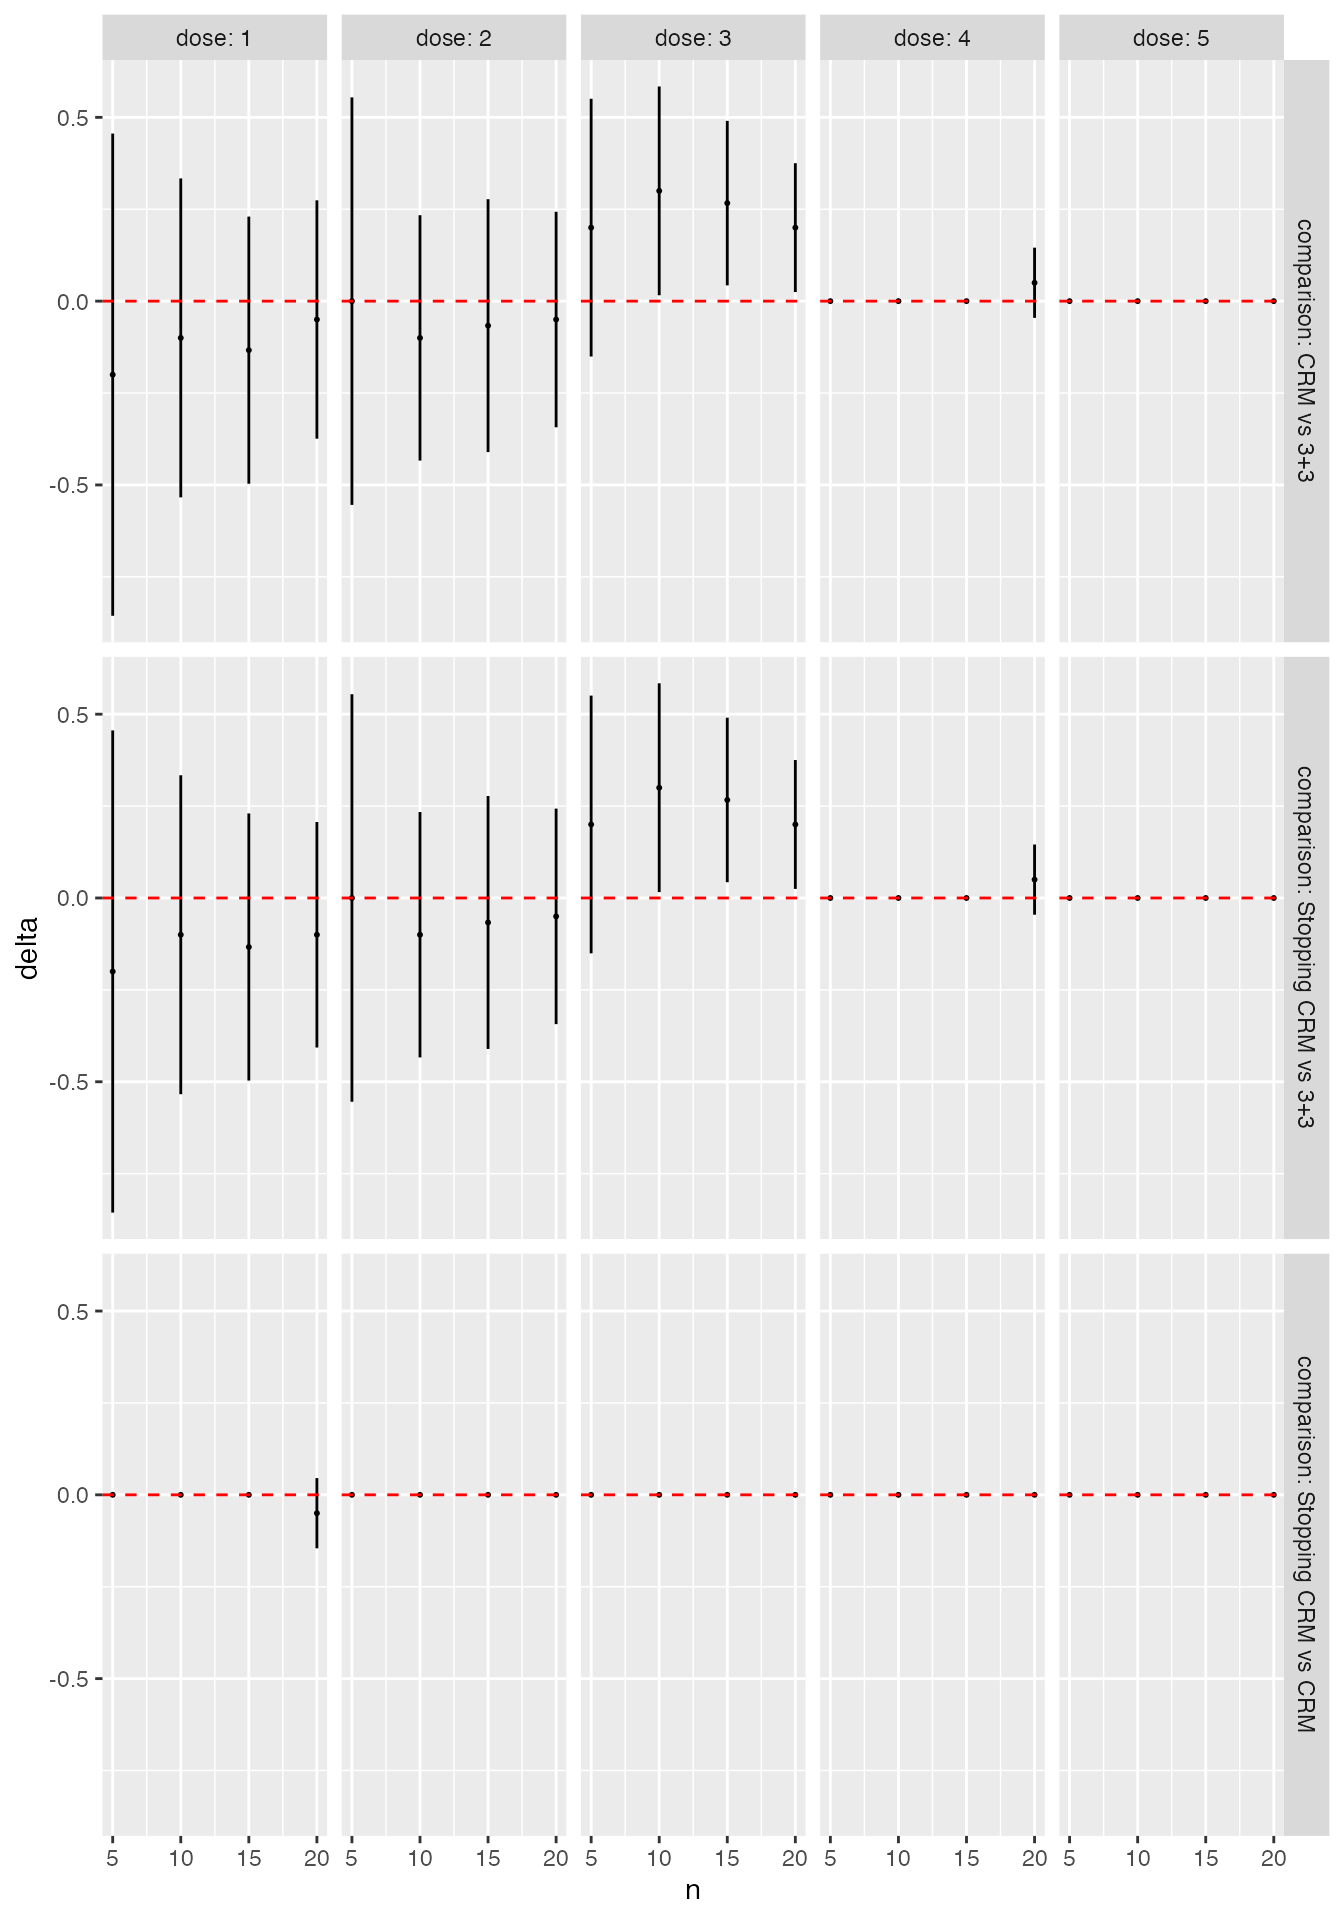 dose: 1
dose: 2
dose: 3
dose: 4
dose: 5
0.5
0.0
-0.5
comparison: CRM vs 3+3
0.5
0.0
-0.5
comparison: Stopping CRM vs 3+3
delta
0.5
0.0
-0.5
comparison: Stopping CRM vs CRM
5 10 15 20
5 10 15 20
5 10 15 20
5 10 15 20
5 10 15 20
n